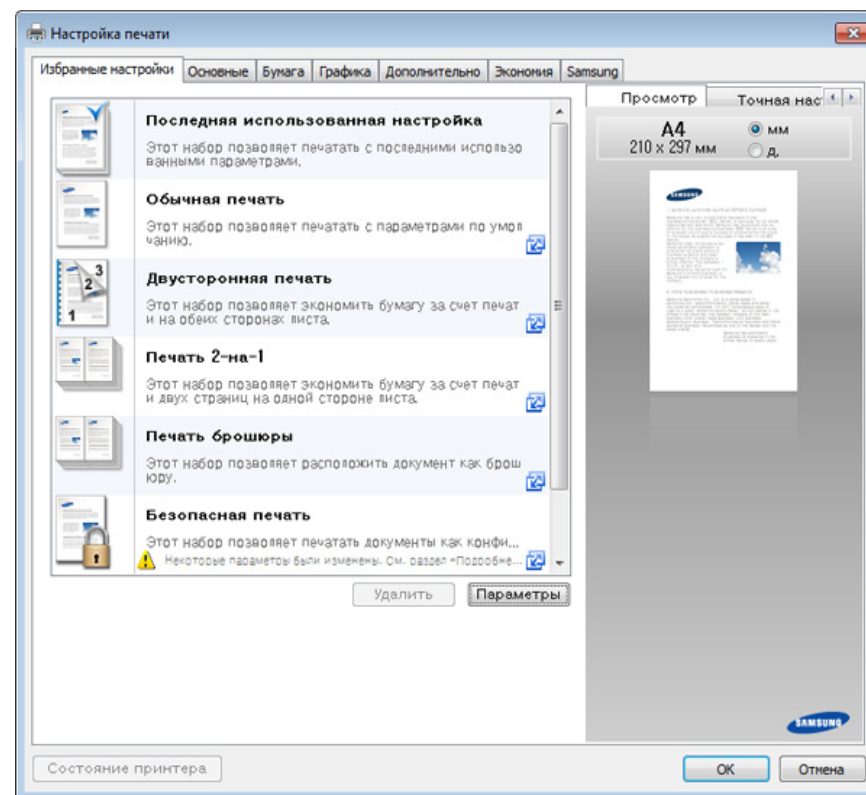 Настройка печати
Избранные настройки Основные Бумага Графика Дополнительно Экономия Samsung
Последняя использованная настройка
Этот набор позволяет печатать с последними использо
ванными параметрами.
Обычная печать
Этот набор позволяет печатать с параметрами по умол
чанию.
1 2 3
Двусторонняя печать
Этот набор позволяет экономить бумагу за счет печат
и на обеих сторонах листа.
Печать 2-на-1
Этот набор позволяет экономить бумагу за счет печат
и двух страниц на одной стороне листа.
Печать брошюры
Этот набор позволяет расположить документ как брош
юру.
Безопасная печать
Этот набор позволяет печатать документы как конфи...
Некоторые параметры были изменены. См. раздел «Подробне...
Удалить Параметры
Просмотр Точная нас
A4
210 x 297 мм
мм
д.
SAMSUNG
SAMSUNG
Состояние принтера
OK Отмена